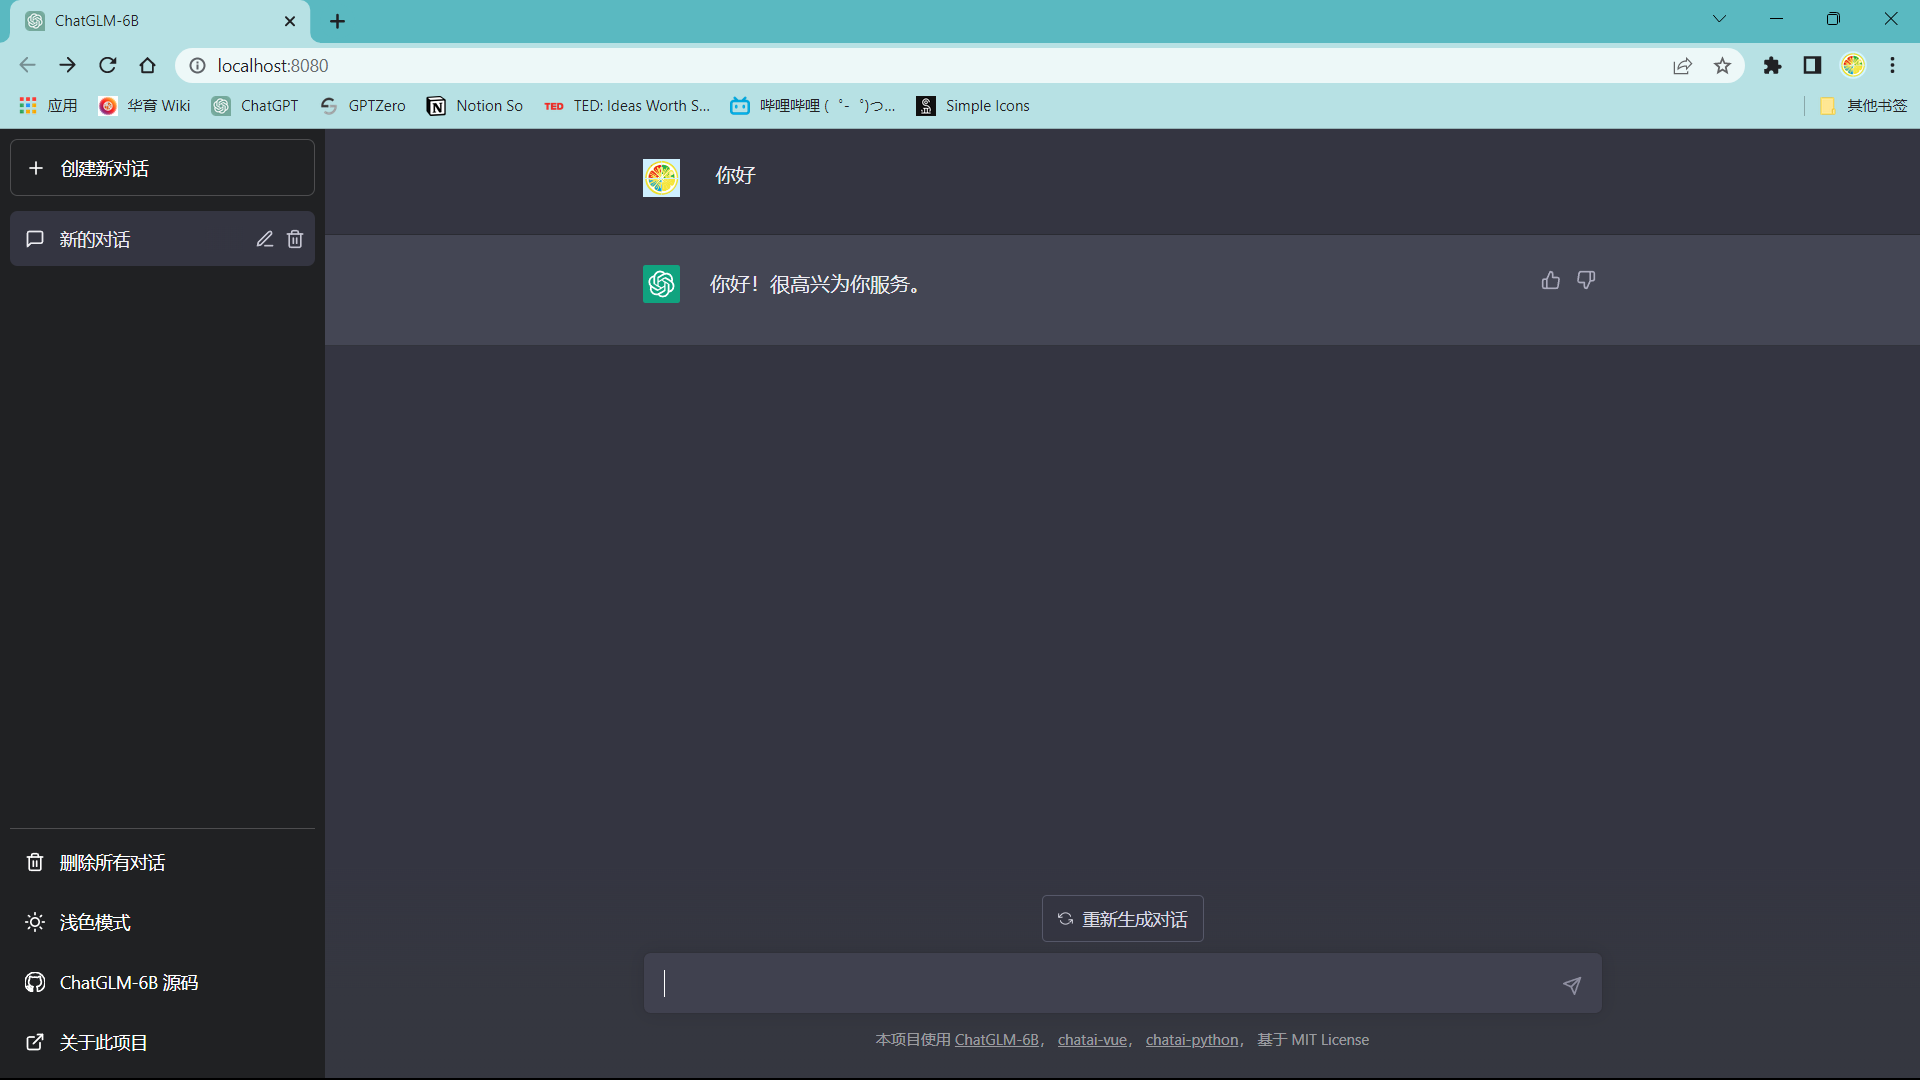 ChatGLM-6B
localhost:8080
应用
华育 Wiki
ChatGPT
GPTZero
Notion So
TED: Ideas Worth S...
哔哩哔哩 ( ゜- ゜)つ...
Simple Icons
其他书签
创建新对话
新的对话
你好
你好！很高兴为你服务。
删除所有对话
浅色模式
ChatGLM-6B 源码
关于此项目
重新生成对话
本项目使用 ChatGLM-6B， chatai-vue， chatai-python， 基于 MIT License